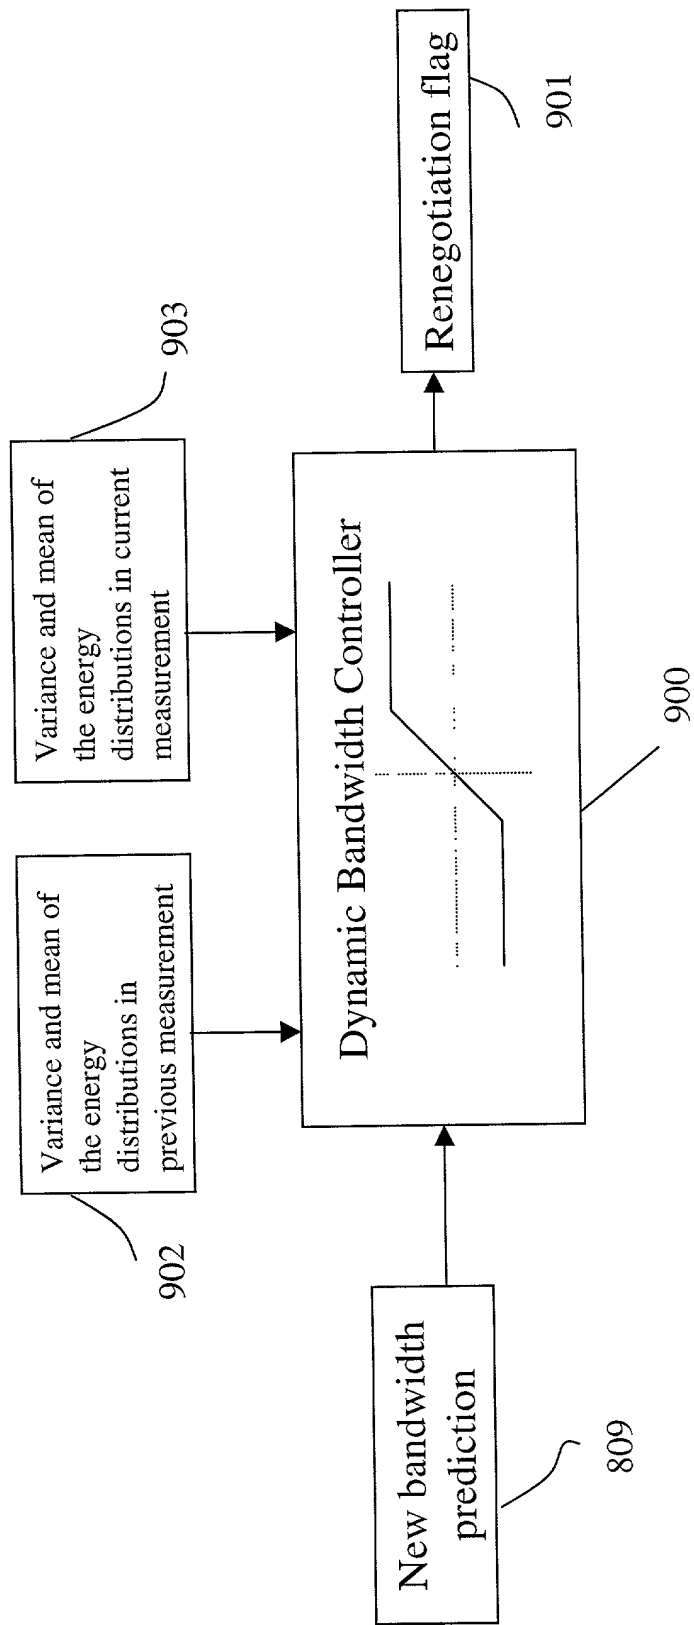 902
Variance and mean of
the energy
distributions in
previous measurement
903
Variance and mean of
the energy
distributions in current
measurement
New bandwidth
prediction
809
Dynamic Bandwidth Controller
900
Renegotiation flag
901